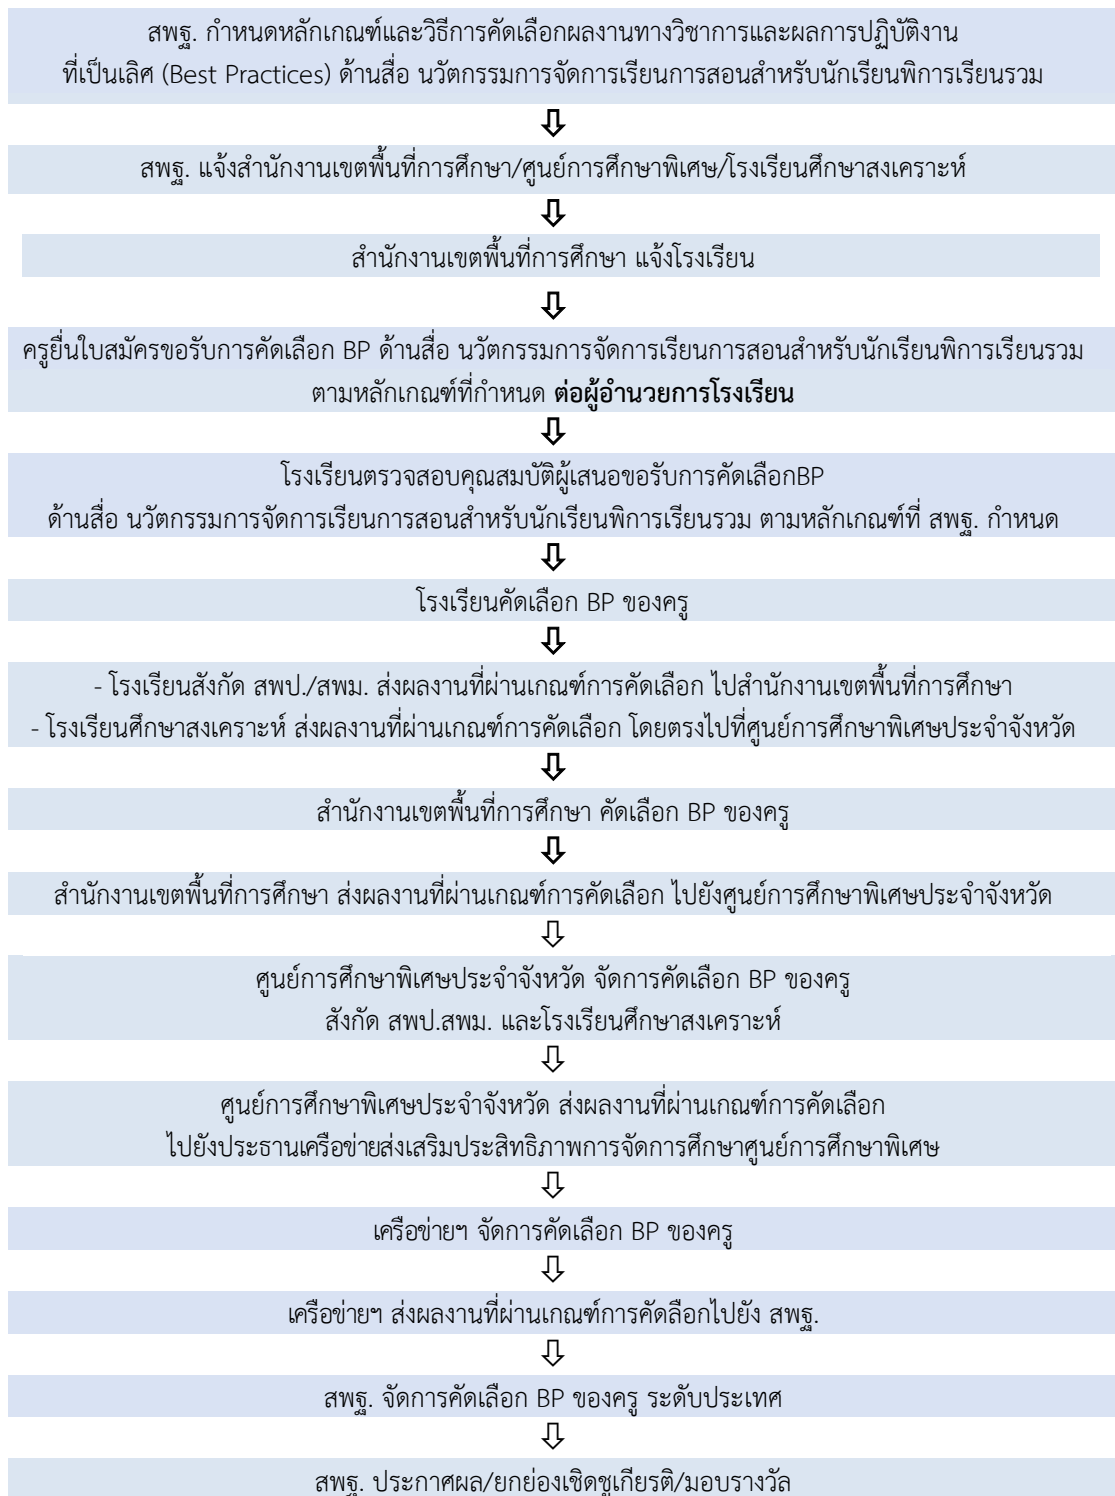 สพฐ. กำหนดหลักเกณฑ์และวิธีการคัดเลือกผลงานทางวิชาการและผลการปฏิบัติงาน
ที่เป็นเลิศ (Best Practices) ด้านสื่อ นวัตกรรมการจัดการเรียนการสอนสำหรับนักเรียนพิการเรียนรวม
สพฐ. แจ้งสำนักงานเขตพื้นที่การศึกษา/ศูนย์การศึกษาพิเศษ/โรงเรียนศึกษาสงเคราะห์
สำนักงานเขตพื้นที่การศึกษา แจ้งโรงเรียน
ครูยื่นใบสมัครขอรับการคัดเลือก BP ด้านสื่อ นวัตกรรมการจัดการเรียนการสอนสำหรับนักเรียนพิการเรียนรวม
ตามหลักเกณฑ์ที่กำหนด ต่อผู้อำนวยการโรงเรียน
โรงเรียนตรวจสอบคุณสมบัติผู้เสนอขอรับการคัดเลือกBP
ด้านสื่อ นวัตกรรมการจัดการเรียนการสอนสำหรับนักเรียนพิการเรียนรวม ตามหลักเกณฑ์ที่ สพฐ. กำหนด
โรงเรียนคัดเลือก BP ของครู
- โรงเรียนสังกัด สพป./สพม. ส่งผลงานที่ผ่านเกณฑ์การคัดเลือก ไปสำนักงานเขตพื้นที่การศึกษา
- โรงเรียนศึกษาสงเคราะห์ ส่งผลงานที่ผ่านเกณฑ์การคัดเลือก โดยตรงไปที่ศูนย์การศึกษาพิเศษประจำจังหวัด
สำนักงานเขตพื้นที่การศึกษา คัดเลือก BP ของครู
สำนักงานเขตพื้นที่การศึกษา ส่งผลงานที่ผ่านเกณฑ์การคัดเลือก ไปยังศูนย์การศึกษาพิเศษประจำจังหวัด
ศูนย์การศึกษาพิเศษประจำจังหวัด จัดการคัดเลือก BP ของครู
สังกัด สพป.สพม. และโรงเรียนศึกษาสงเคราะห์
ศูนย์การศึกษาพิเศษประจำจังหวัด ส่งผลงานที่ผ่านเกณฑ์การคัดเลือก
ไปยังประธานเครือข่ายส่งเสริมประสิทธิภาพการจัดการศึกษาศูนย์การศึกษาพิเศษ
เครือข่ายฯ จัดการคัดเลือก BP ของครู
เครือข่ายฯ ส่งผลงานที่ผ่านเกณฑ์การคัดเลือกไปยัง สพฐ.
สพฐ. จัดการคัดเลือก BP ของครู ระดับประเทศ
สพฐ. ประกาศผล/ยกย่องเชิดชูเกียรติ/มอบรางวัล